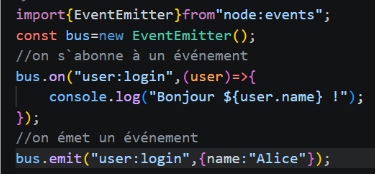 import{EventEmitter}from"node:events";
const bus=new EventEmitter();
//on s`abonne à un événement
bus.on("user:login",(user)=>{
    console.log("Bonjour ${user.name} !");
});
//on émet un événement
bus.emit("user:login",{name:"Alice"});